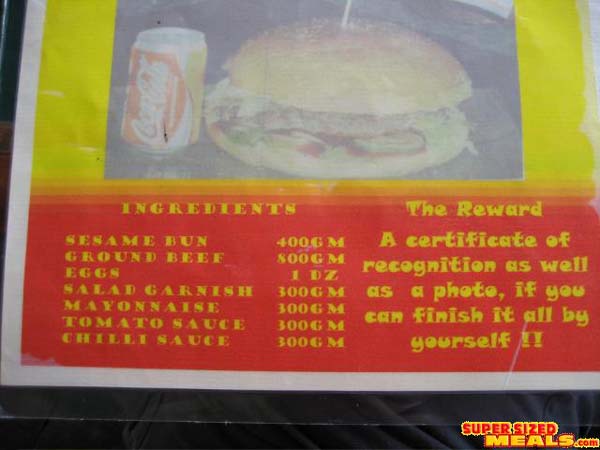 Coca-Cola
INGREDIENTS
SESAME BUN 400GM
GROUND BEEF 800GM
EGGS 1 DZ
SALAD GARNISH 300GM
MAYONNAISE 300GM
TOMATO SAUCE 300GM
CHILLI SAUCE 300GM
The Reward
A certificate of
recognition as well
as a photo, if you
can finish it all by
yourself !!
SUPER SIZED
MEALS.com